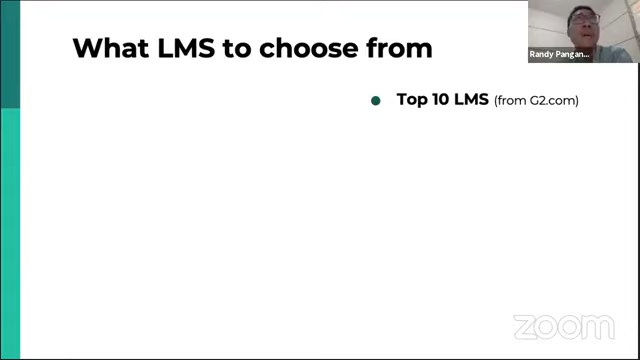 What LMS to choose from
Randy Pangan...
Top 10 LMS (from G2.com)
zoom